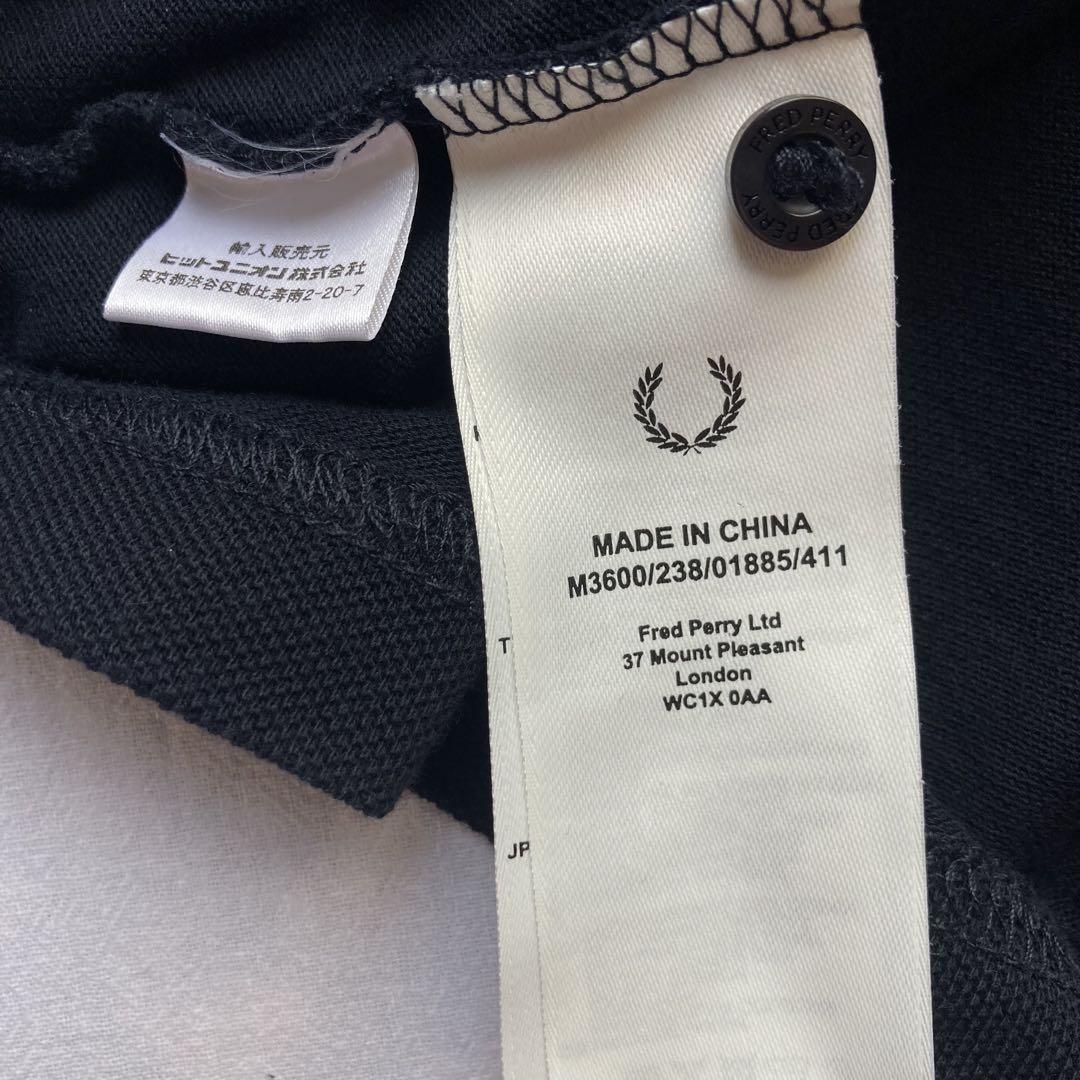 輸入販売元
ヒットユニオン株式会社
東京都渋谷区恵比寿南2-20-7
FRED PERRY
FRED PERRY
MADE IN CHINA
M3600/238/01885/411
Fred Perry Ltd
37 Mount Pleasant
London
WC1X 0AA
T
JP